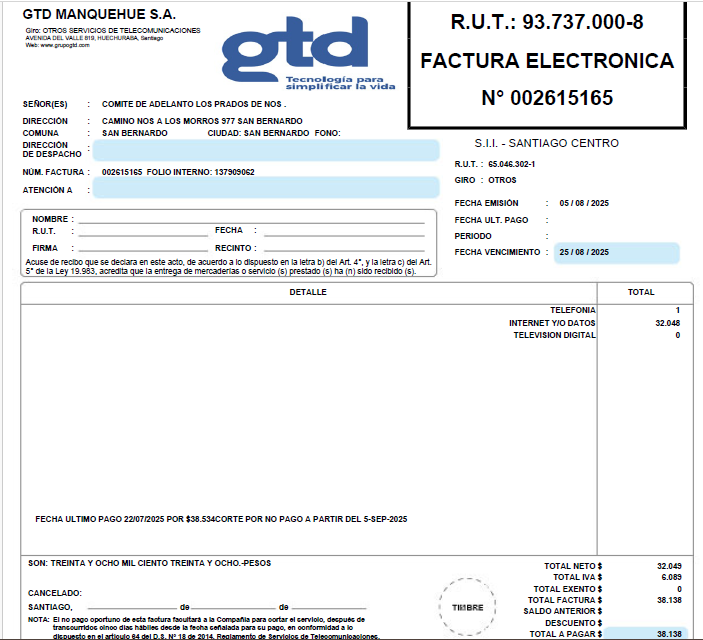 GTD MANQUEHUE S.A.
Giro: OTROS SERVICIOS DE TELECOMUNICACIONES
AVENIDA DEL VALLE 819, HUECHURABA, Santiago
Web: www.grupogtd.com
gtd
Tecnología para
simplificar la vida
R.U.T.: 93.737.000-8
FACTURA ELECTRONICA
N° 002615165
S.I.I. - SANTIAGO CENTRO
SEÑOR(ES) : COMITE DE ADELANTO LOS PRADOS DE NOS .
DIRECCIÓN : CAMINO NOS A LOS MORROS 977 SAN BERNARDO
COMUNA : SAN BERNARDO CIUDAD: SAN BERNARDO FONO:
DIRECCIÓN
DE DESPACHO :
NÚM. FACTURA : 002615165 FOLIO INTERNO: 137909062
ATENCIÓN A :
R.U.T. : 65.046.302-1
GIRO : OTROS
FECHA EMISIÓN : 05 / 08 / 2025
FECHA ULT. PAGO :
PERIODO :
FECHA VENCIMIENTO : 25 / 08 / 2025
NOMBRE :
R.U.T. : FECHA :
FIRMA : RECINTO :
Acuse de recibo que se declara en este acto, de acuerdo a lo dispuesto en la letra b) del Art. 4°, y la letra c) del Art.
5° de la Ley 19.983, acredita que la entrega de mercaderías o servicio (s) prestado (s) ha (n) sido recibido (s).
DETALLE TOTAL
TELEFONIA 1
INTERNET Y/O DATOS 32.048
TELEVISION DIGITAL 0
FECHA ULTIMO PAGO 22/07/2025 POR $38.534CORTE POR NO PAGO A PARTIR DEL 5-SEP-2025
SON: TREINTA Y OCHO MIL CIENTO TREINTA Y OCHO.-PESOS
CANCELADO:
SANTIAGO, de de
NOTA: El no pago oportuno de esta factura facultará a la Compañía para cortar el servicio, después de
transcurridos cinco días hábiles desde la fecha señalada para su pago, en conformidad a lo
dispuesto en el artículo 84 del D.S. Nº 18 de 2014. Reglamento de Servicios de Telecomunicaciones.
TIMBRE
TOTAL NETO $ 32.049
TOTAL IVA $ 6.089
TOTAL EXENTO $ 0
TOTAL FACTURA $ 38.138
SALDO ANTERIOR $
DESCUENTO $
TOTAL A PAGAR $ 38.138